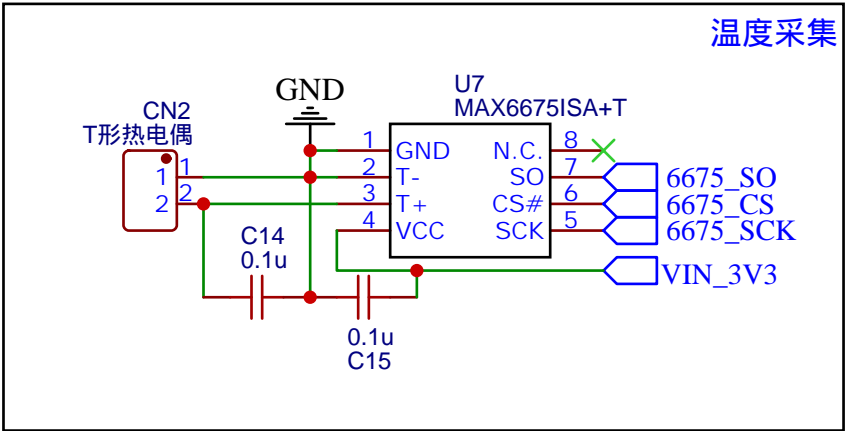 温度采集
GND
U7
MAX6675ISA+T
CN2
T形热电偶
1 GND N.C. 8
1 1 2 T- SO 7 6675_SO
2 2 3 T+ CS# 6 6675_CS
4 VCC SCK 5 6675_SCK
C14
0.1u
VIN_3V3
0.1u
C15